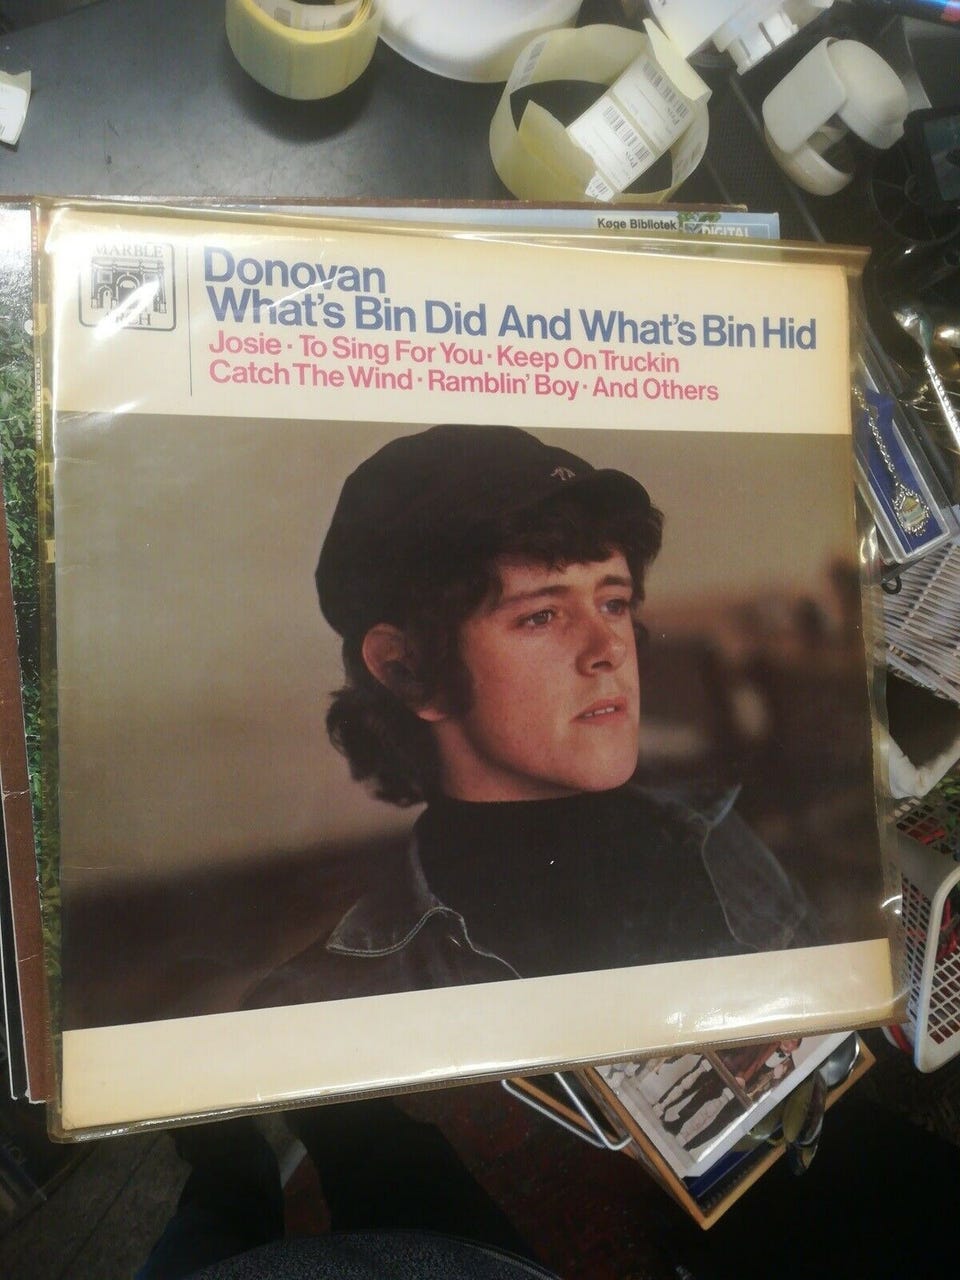 Køge Bibliotek
DIGITAL
MARBLE
ARCH
Donovan
What's Bin Did And What's Bin Hid
Josie · To Sing For You · Keep On Truckin
Catch The Wind · Ramblin' Boy · And Others